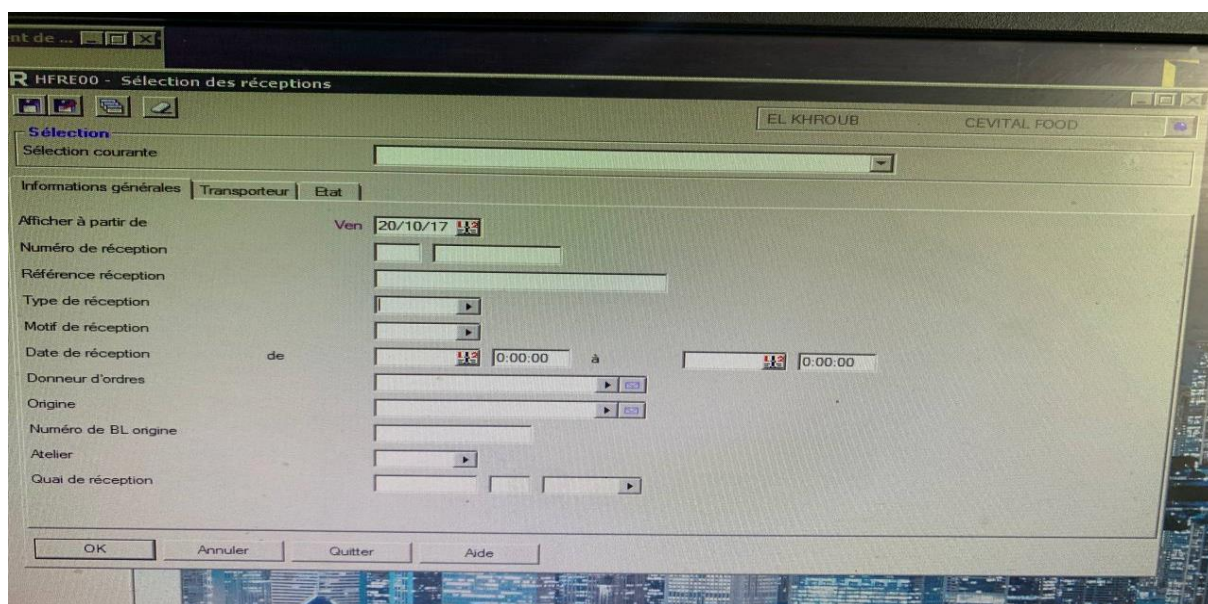 nt de ...
HFRE00 - Sélection des réceptions
EL KHROUB CEVITAL FOOD
Sélection
Sélection courante
Informations générales Transporteur Etat
Afficher à partir de Ven 20/10/17
Numéro de réception
Référence réception
Type de réception
Motif de réception
Date de réception de 0:00:00 à 0:00:00
Donneur d'ordres
Origine
Numéro de BL origine
Atelier
Quai de réception
OK Annuler Quitter Aide